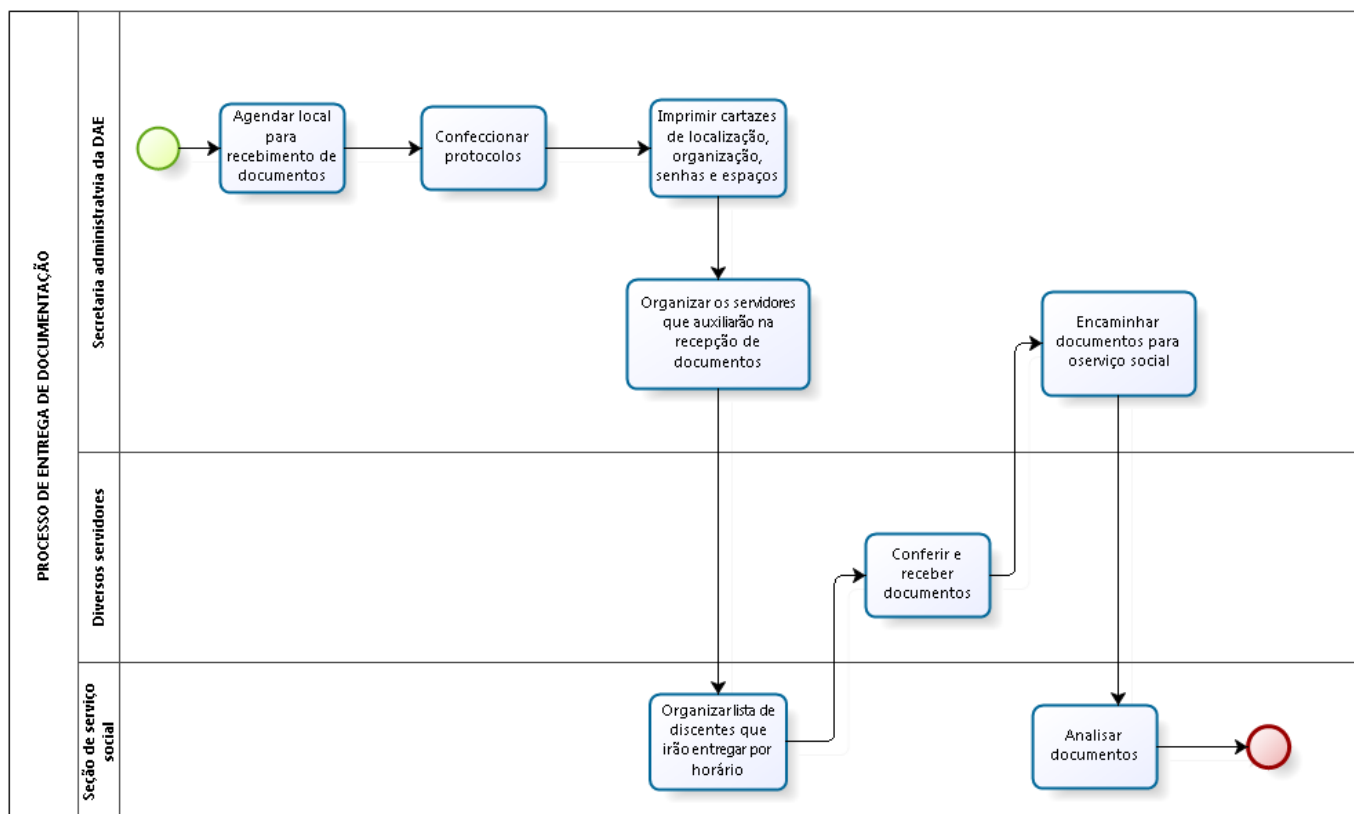 PROCESSO DE ENTREGA DE DOCUMENTAÇÃO
Secretaria administratvia da DAE
Agendar local
para
recebimento de
documentos
Confeccionar
protocolos
Imprimir cartazes
de localização,
organização,
senhas e espaços
Organizar os servidores
que auxiliarão na
recepção de
documentos
Encaminhar
documentos para
oserviço social
Diversos servidores
Conferir e
receber
documentos
Seção de serviço
social
Organizar lista de
discentes que
irão entregar por
horário
Analisar
documentos